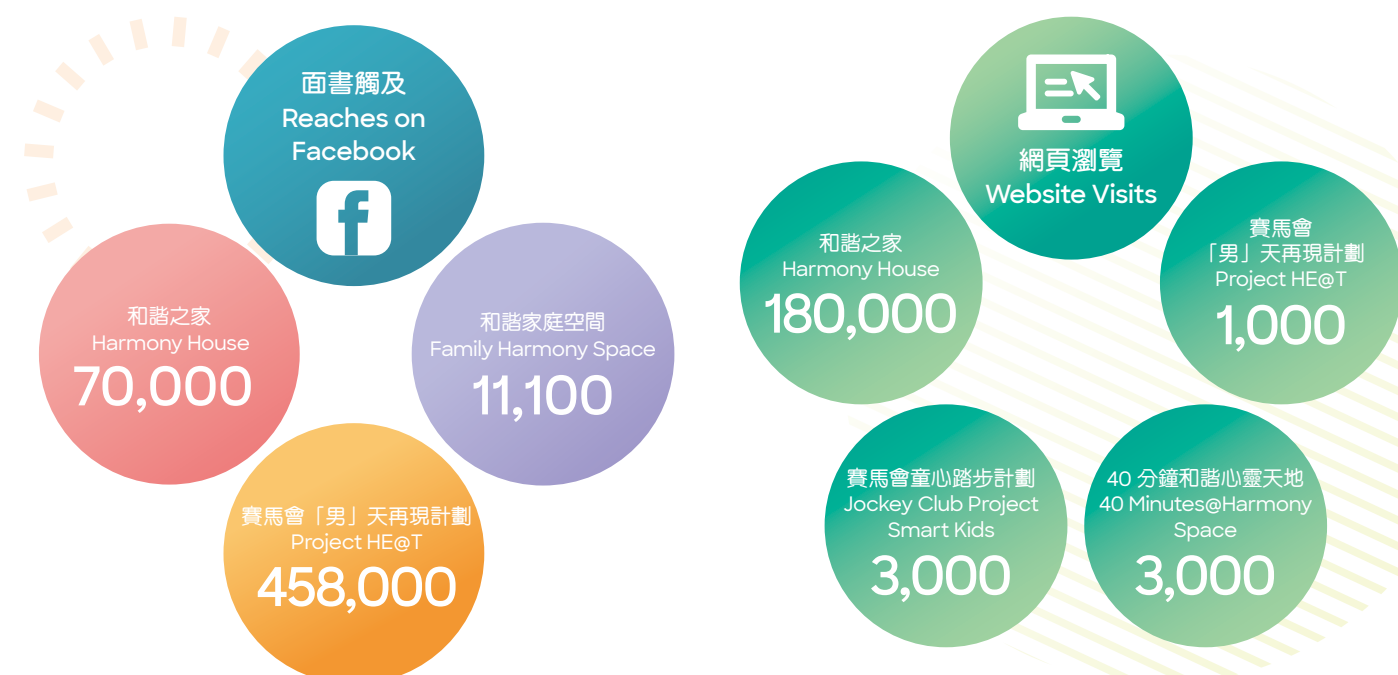 面書觸及
Reaches on
Facebook
和諧之家
Harmony House
70,000
和諧家庭空間
Family Harmony Space
11,100
賽馬會「男」天再現計劃
Project HE@T
458,000
網頁瀏覽
Website Visits
和諧之家
Harmony House
180,000
賽馬會
「男」天再現計劃
Project HE@T
1,000
賽馬會童心踏步計劃
Jockey Club Project
Smart Kids
3,000
40 分鐘和諧心靈天地
40 Minutes@Harmony
Space
3,000